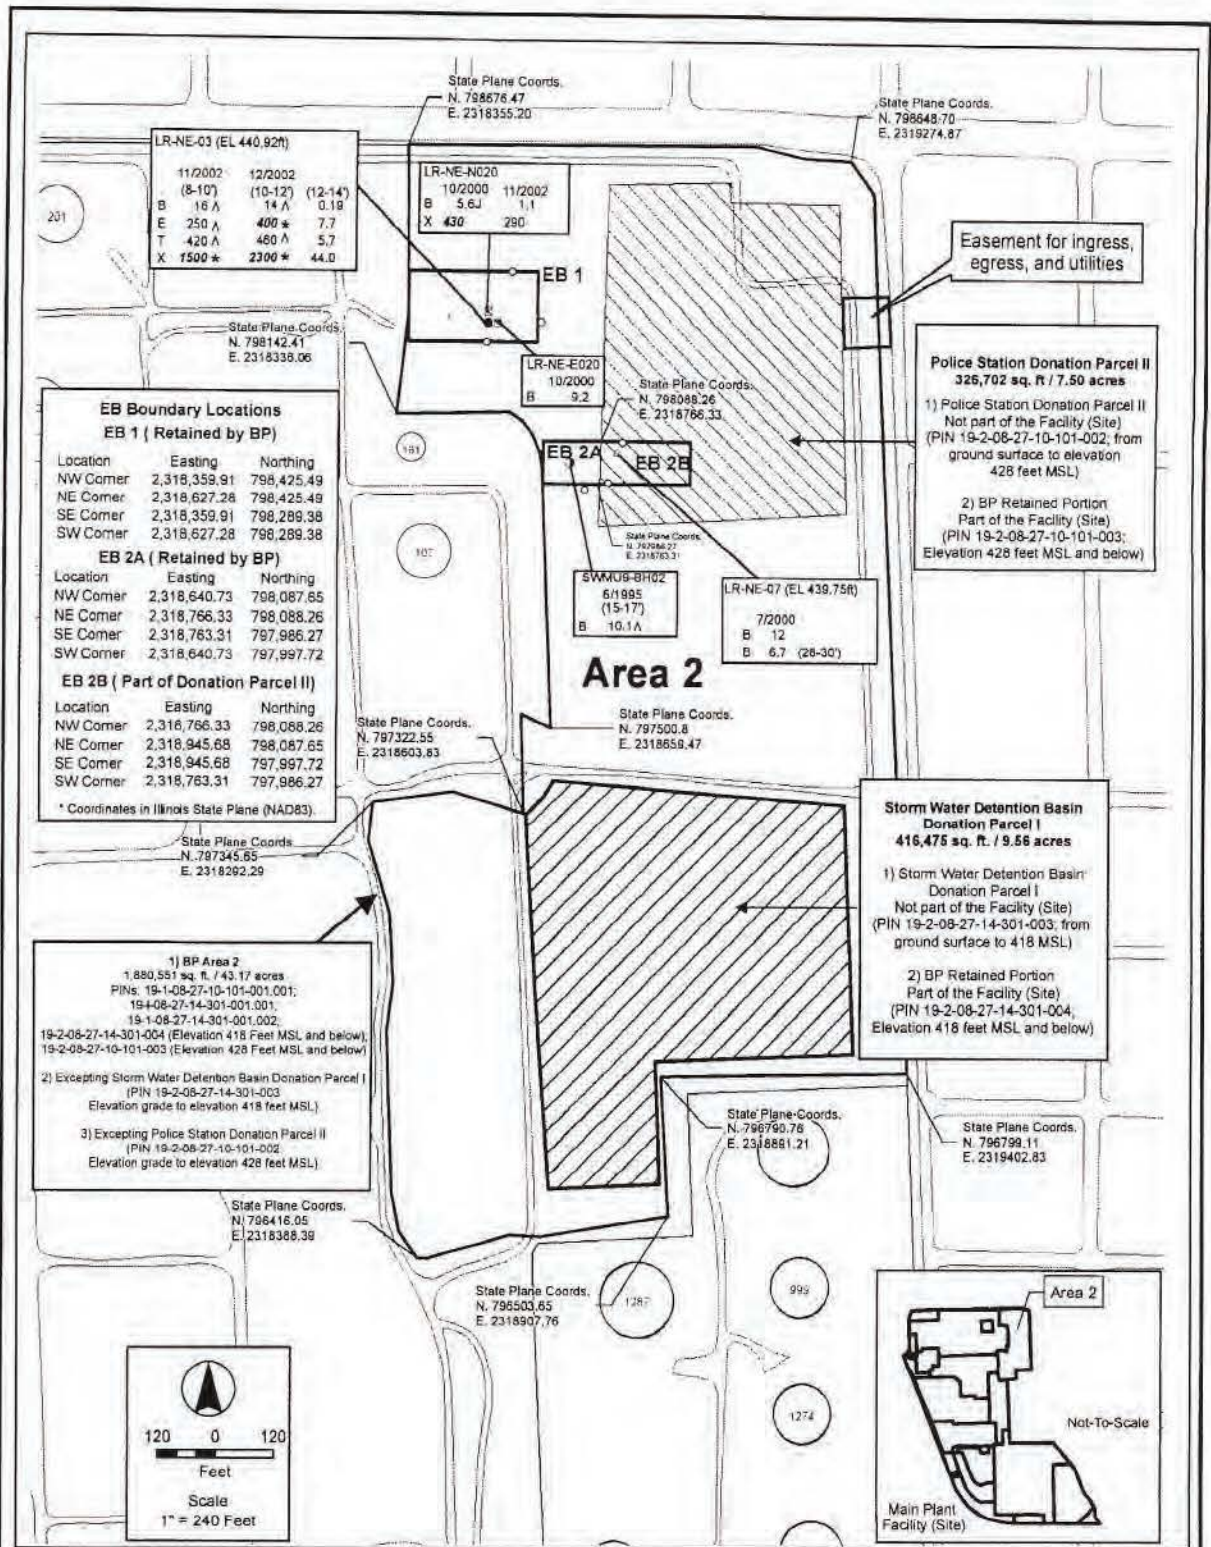 State Plane Coords.
N. 798676.47
E. 2318355.20
State Plane Coords.
N. 798648.70
E. 2319274.87
LR-NE-03 (EL 440.92ft)
11/2002 12/2002
(8-10') (10-12') (12-14')
B 16 ʌ 14 ʌ 0.19
E 250 ʌ 400 * 7.7
T 420 ʌ 460 ʌ 5.7
X 1500 * 2300 * 44.0
LR-NE-N020
10/2000 11/2002
B 5.6J 1.1
X 430 290
201
Easement for ingress,
egress, and utilities
EB 1
State Plane Coords.
N. 798142.41
E. 2318338.06
LR-NE-E020
10/2000
B 9.2
State Plane Coords.
N. 798088.26
E. 2318766.33
Police Station Donation Parcel II
326,702 sq. ft / 7.50 acres
1) Police Station Donation Parcel II
Not part of the Facility (Site)
(PIN 19-2-08-27-10-101-002; from
ground surface to elevation
428 feet MSL)
2) BP Retained Portion
Part of the Facility (Site)
(PIN 19-2-08-27-10-101-003;
Elevation 428 feet MSL and below)
EB Boundary Locations
EB 1 ( Retained by BP)
Location Easting Northing
NW Corner 2,318,359.91 798,425.49
NE Corner 2,318,627.28 798,425.49
SE Corner 2,318,359.91 798,289.38
SW Corner 2,318,627.28 798,289.38
EB 2A ( Retained by BP)
Location Easting Northing
NW Corner 2,318,640.73 798,087.65
NE Corner 2,318,766.33 798,088.26
SE Corner 2,318,763.31 797,986.27
SW Corner 2,318,640.73 797,997.72
EB 2B ( Part of Donation Parcel II)
Location Easting Northing
NW Corner 2,318,766.33 798,088.26
NE Corner 2,318,945.68 798,087.65
SE Corner 2,318,945.68 797,997.72
SW Corner 2,318,763.31 797,986.27
* Coordinates in Illinois State Plane (NAD83).
EB 2A EB 2B
State Plane Coords.
N. 797986.27
E. 2318763.31
107
SWMU9-BH02
6/1995
(15-17')
B 10.1ʌ
LR-NE-07 (EL 439.75ft)
7/2000
B 12
B 6.7 (28-30')
Area 2
State Plane Coords.
N. 797322.55
E. 2318603.83
State Plane Coords.
N. 797500.8
E. 2318659.47
State Plane Coords
N. 797345.65
E. 2318292.29
Storm Water Detention Basin
Donation Parcel I
416,475 sq. ft. / 9.56 acres
1) Storm Water Detention Basin
Donation Parcel I
Not part of the Facility (Site)
(PIN 19-2-08-27-14-301-003; from
ground surface to 418 MSL)
2) BP Retained Portion
Part of the Facility (Site)
(PIN 19-2-08-27-14-301-004,
Elevation 418 feet MSL and below)
1) BP Area 2
1,880,551 sq. ft. / 43.17 acres
PINs: 19-1-08-27-10-101-001.001;
19-1-08-27-14-301-001.001;
19-1-08-27-14-301-001.002;
19-2-08-27-14-301-004 (Elevation 418 Feet MSL and below);
19-2-08-27-10-101-003 (Elevation 428 Feet MSL and below)
2) Excepting Storm Water Detention Basin Donation Parcel I
(PIN 19-2-08-27-14-301-003
Elevation grade to elevation 418 feet MSL)
3) Excepting Police Station Donation Parcel II
(PIN 19-2-08-27-10-101-002
Elevation grade to elevation 428 feet MSL)
State Plane Coords.
N. 796790.76
E. 2318881.21
State Plane Coords.
N. 796799.11
E. 2319402.83
State Plane Coords.
N. 796416.05
E. 2318388.39
State Plane Coords.
N. 796503.65
E. 2318907.76
1287
999
1274
120 0 120
Feet
Scale
1" = 240 Feet
Area 2
Not-To-Scale
Main Plant
Facility (Site)